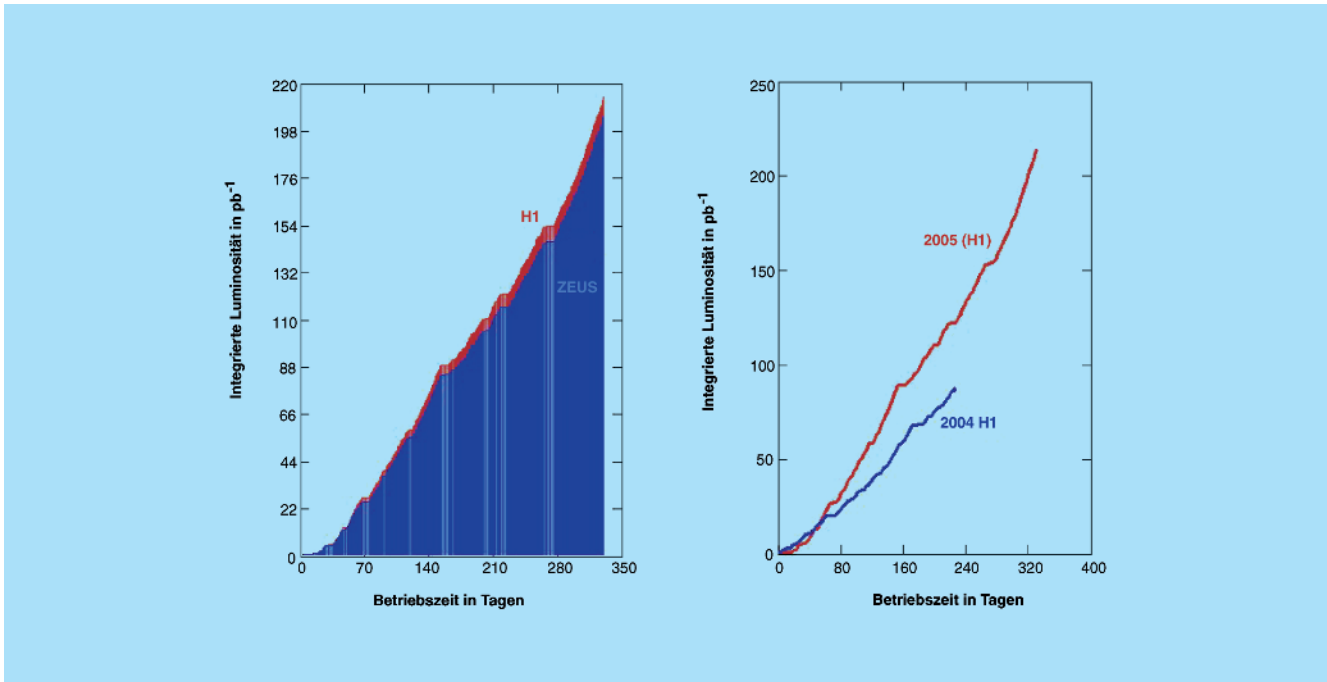 220
198
176
154
132
110
88
66
44
22
0
Integrierte Luminosität in pb-1
H1
ZEUS
0 70 140 210 280 350
Betriebszeit in Tagen
250
200
150
100
50
0
Integrierte Luminosität in pb-1
2005 (H1)
2004 H1
0 80 160 240 320 400
Betriebszeit in Tagen